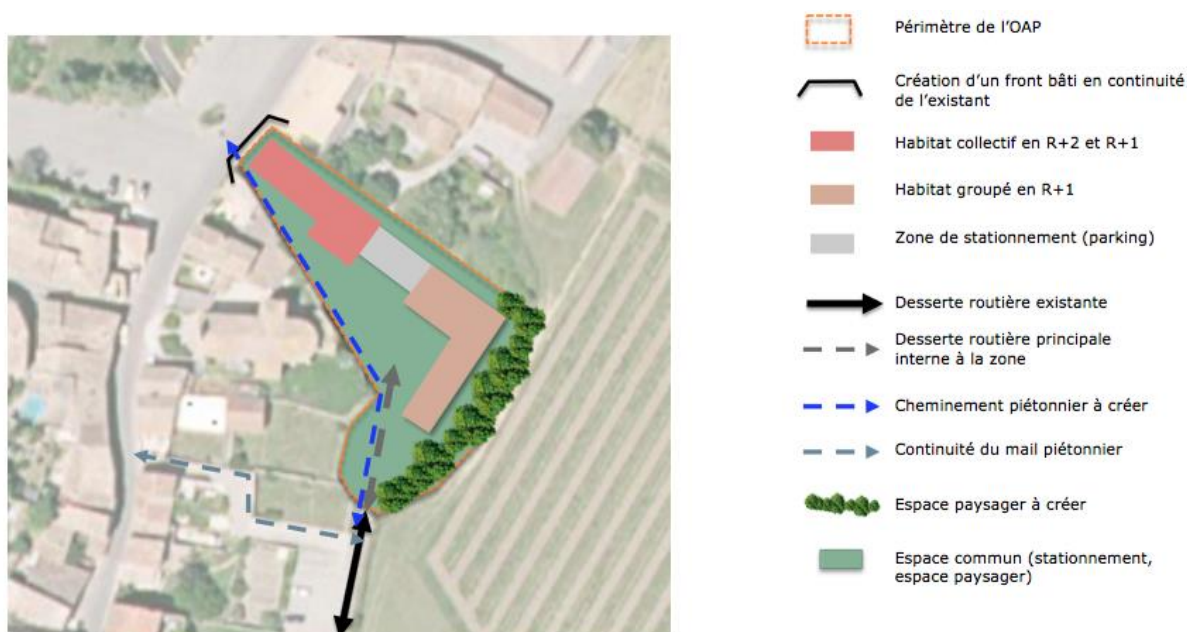 Périmètre de l’OAP
Création d’un front bâti en continuité
de l’existant
Habitat collectif en R+2 et R+1
Habitat groupé en R+1
Zone de stationnement (parking)
Desserte routière existante
Desserte routière principale
interne à la zone
Cheminement piétonnier à créer
Continuité du mail piétonnier
Espace paysager à créer
Espace commun (stationnement,
espace paysager)